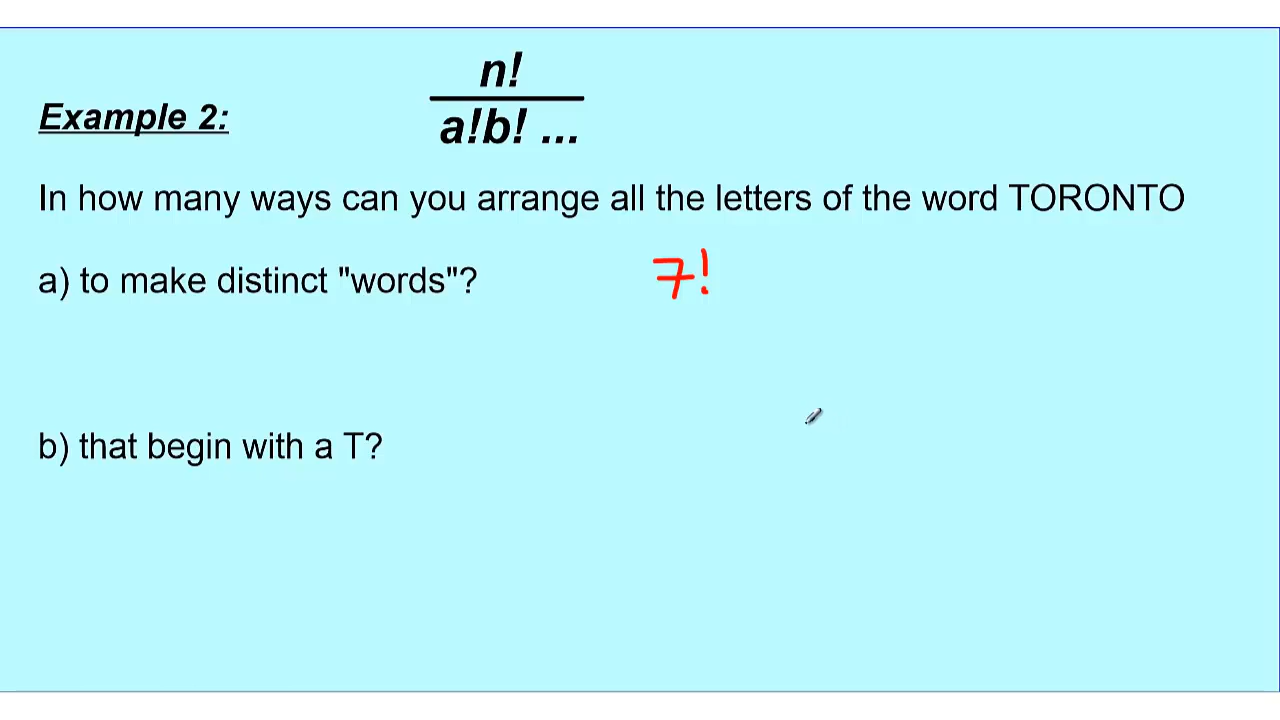 n!
Example 2:
a!b! ...
In how many ways can you arrange all the letters of the word TORONTO
a) to make distinct "words"? 7!
b) that begin with a T?